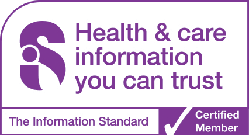 Health & care
information
you can trust
The Information Standard
Certified
Member